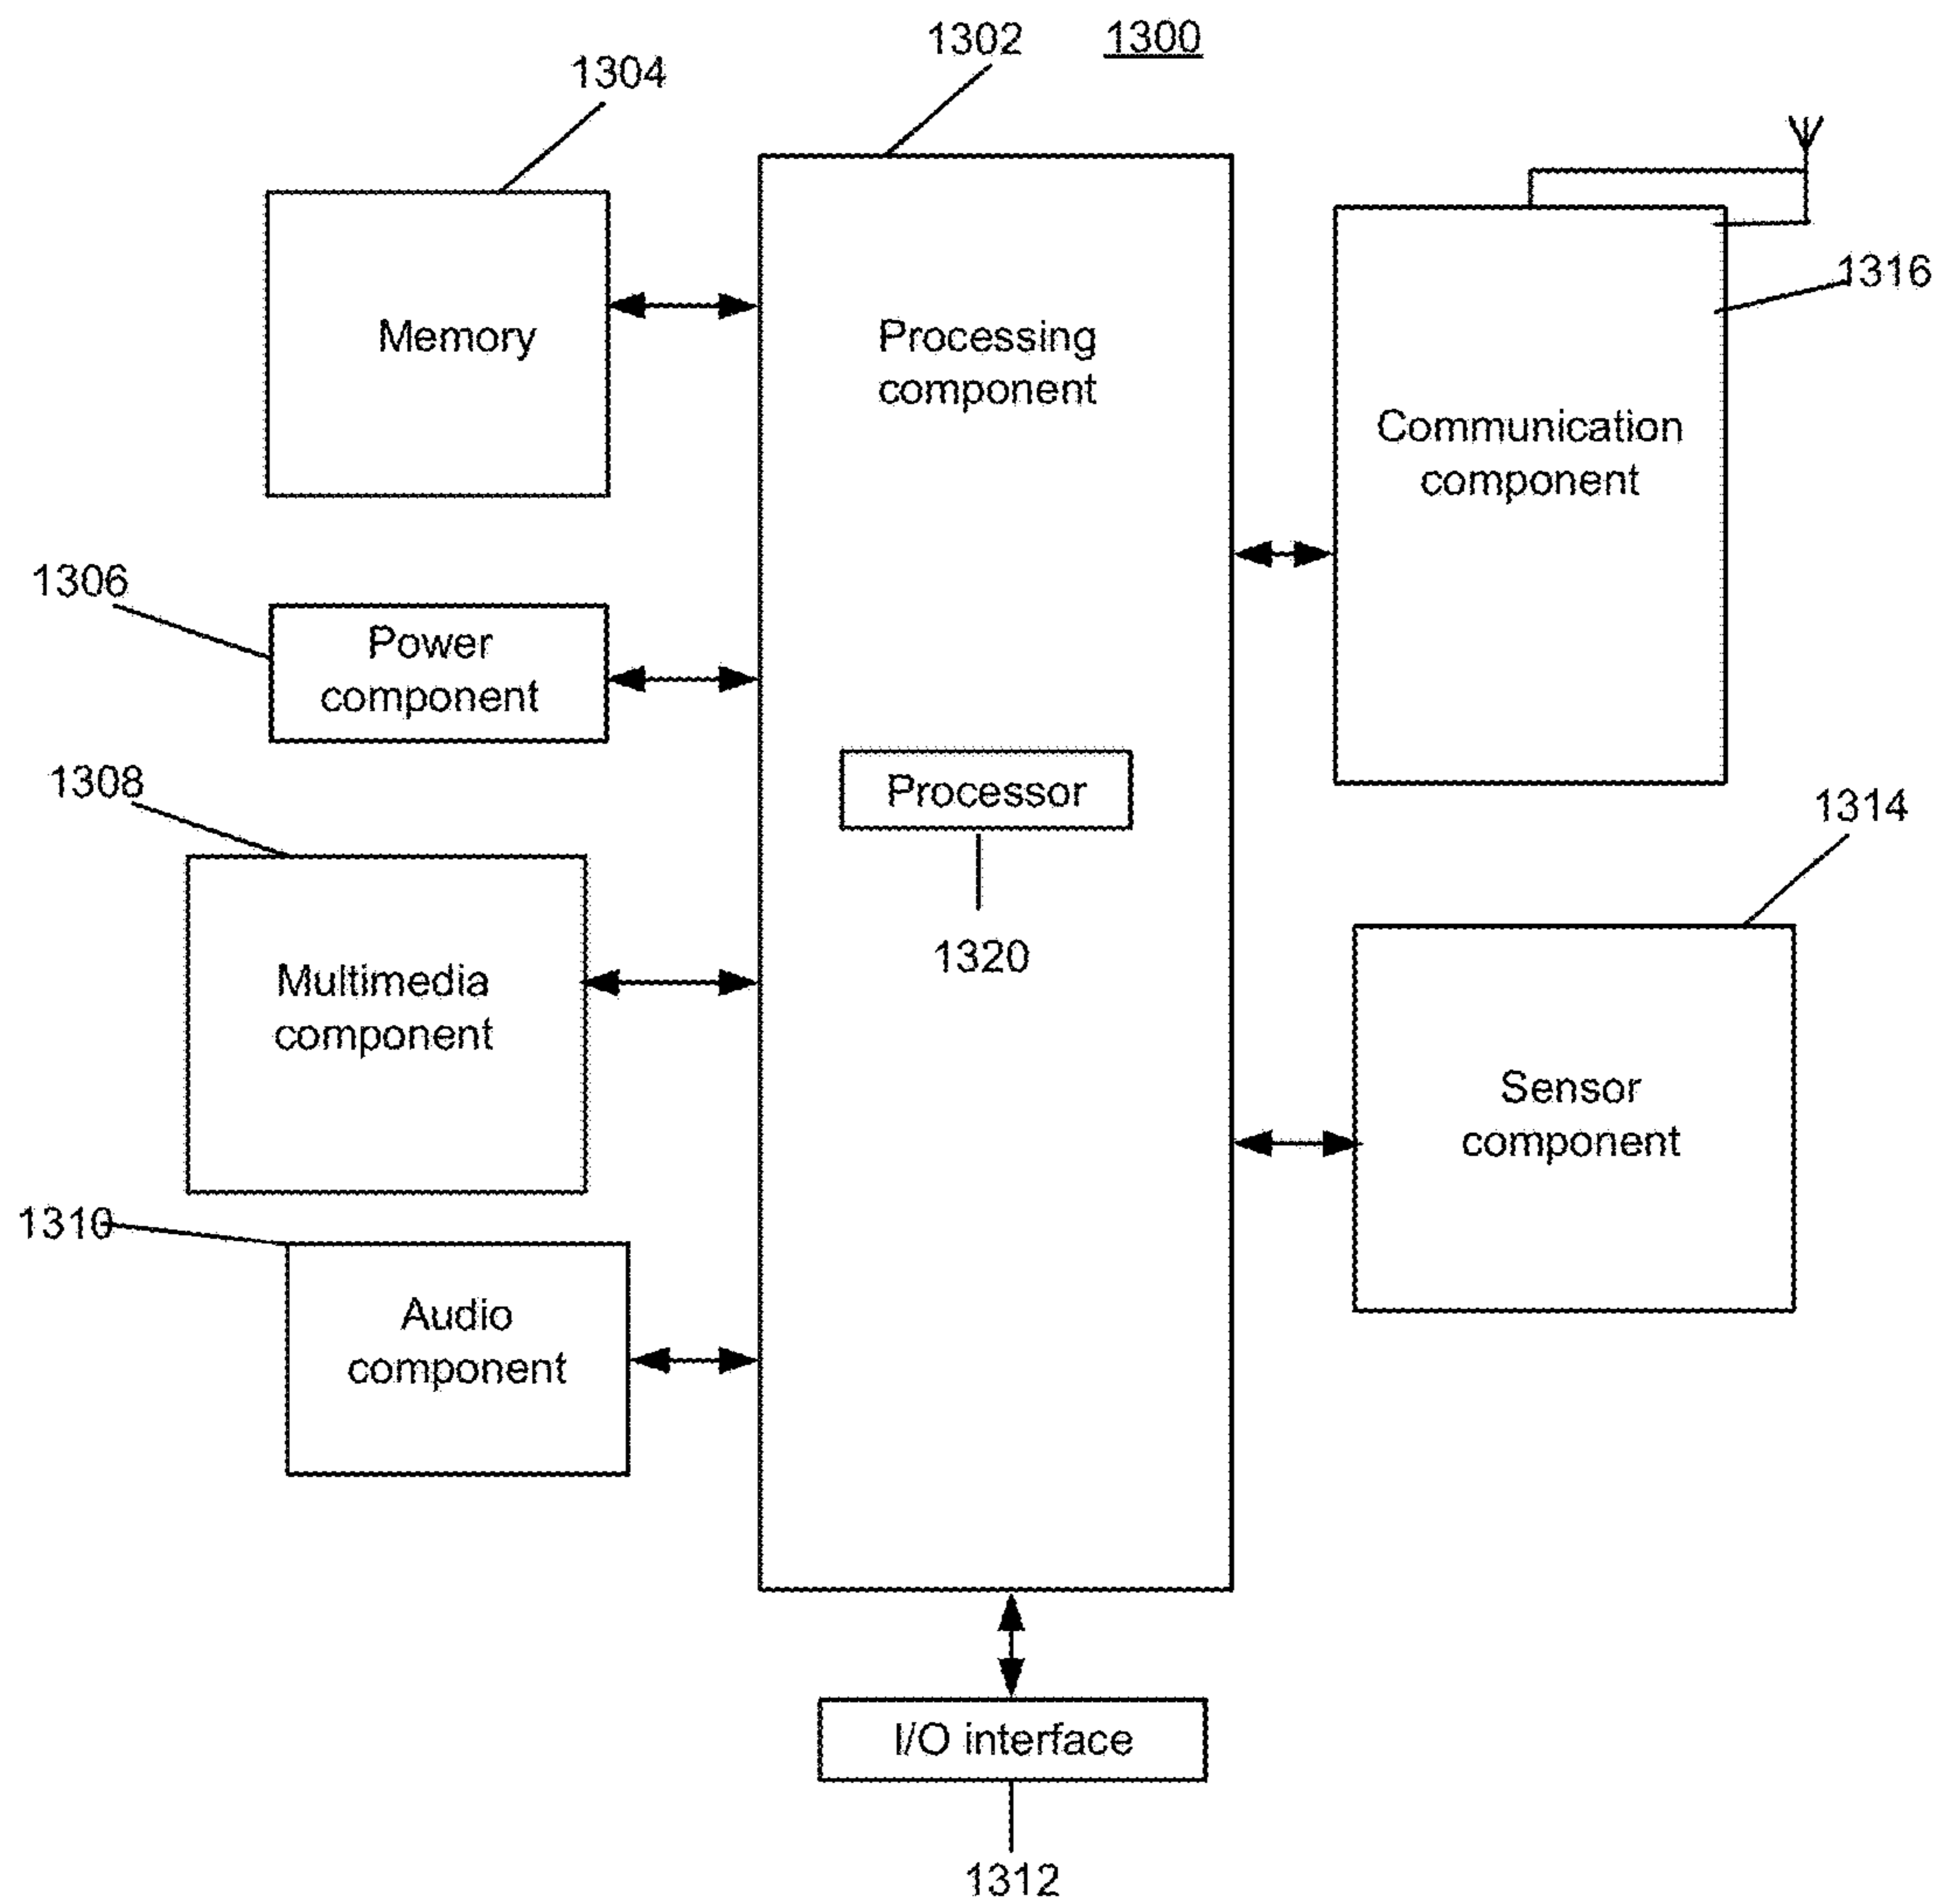 1302
1300
1304
1316
Memory
Processing
component
Communication
component
1306
Power
component
1308
Processor
1314
1320
Multimedia
component
Sensor
component
1310
Audio
component
I/O interface
1312